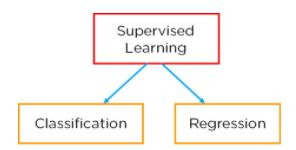 Supervised
Learning
Classification
Regression